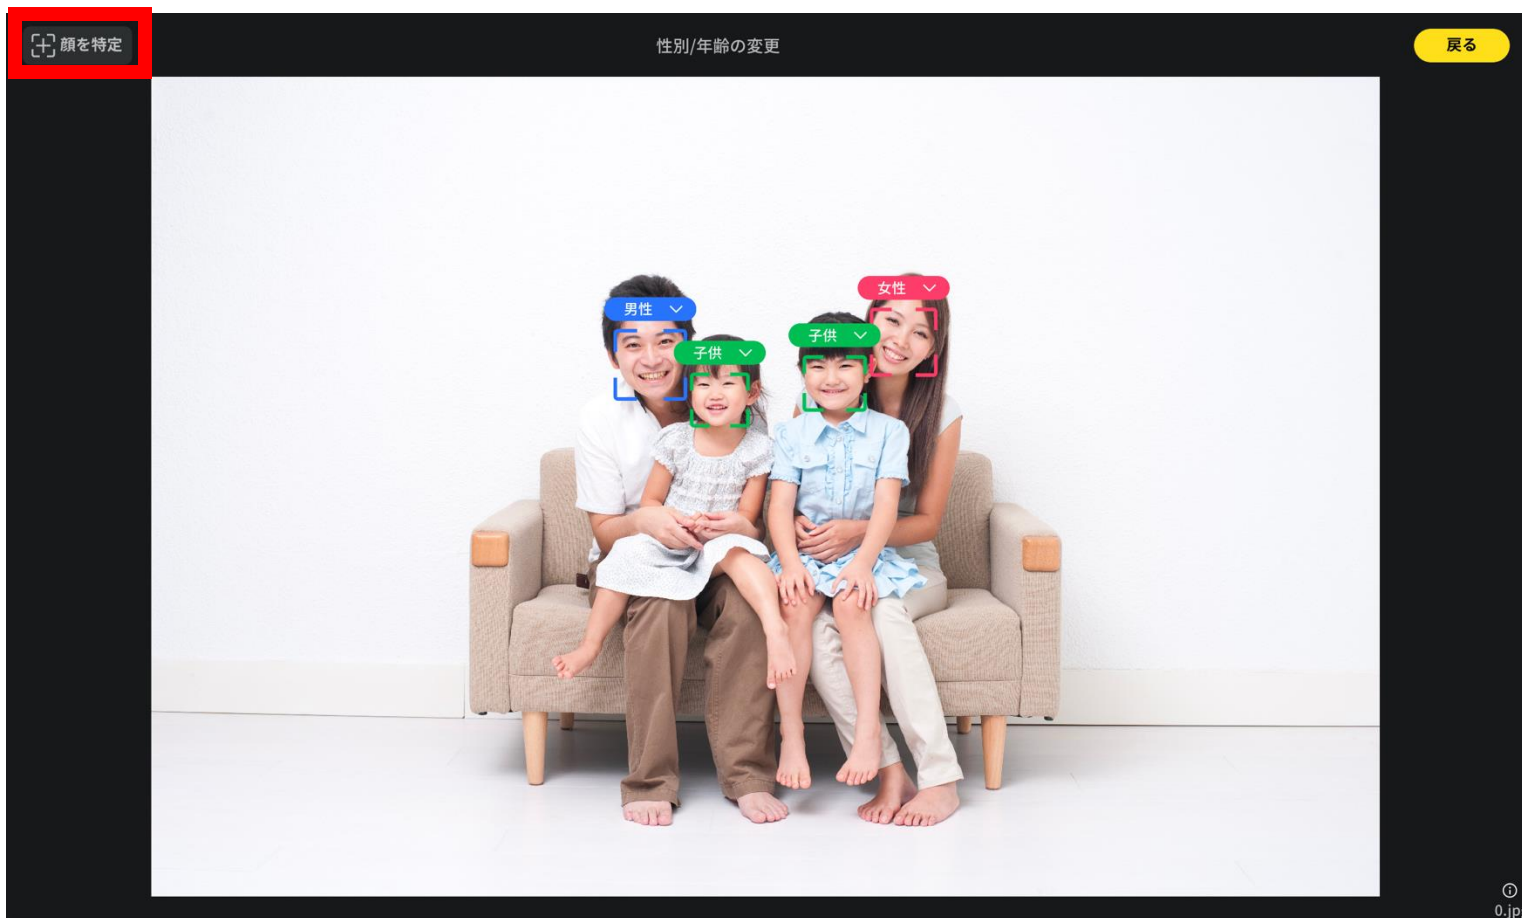 顔を特定
性別/年齢の変更
戻る
女性
男性
子供
子供
0.jp